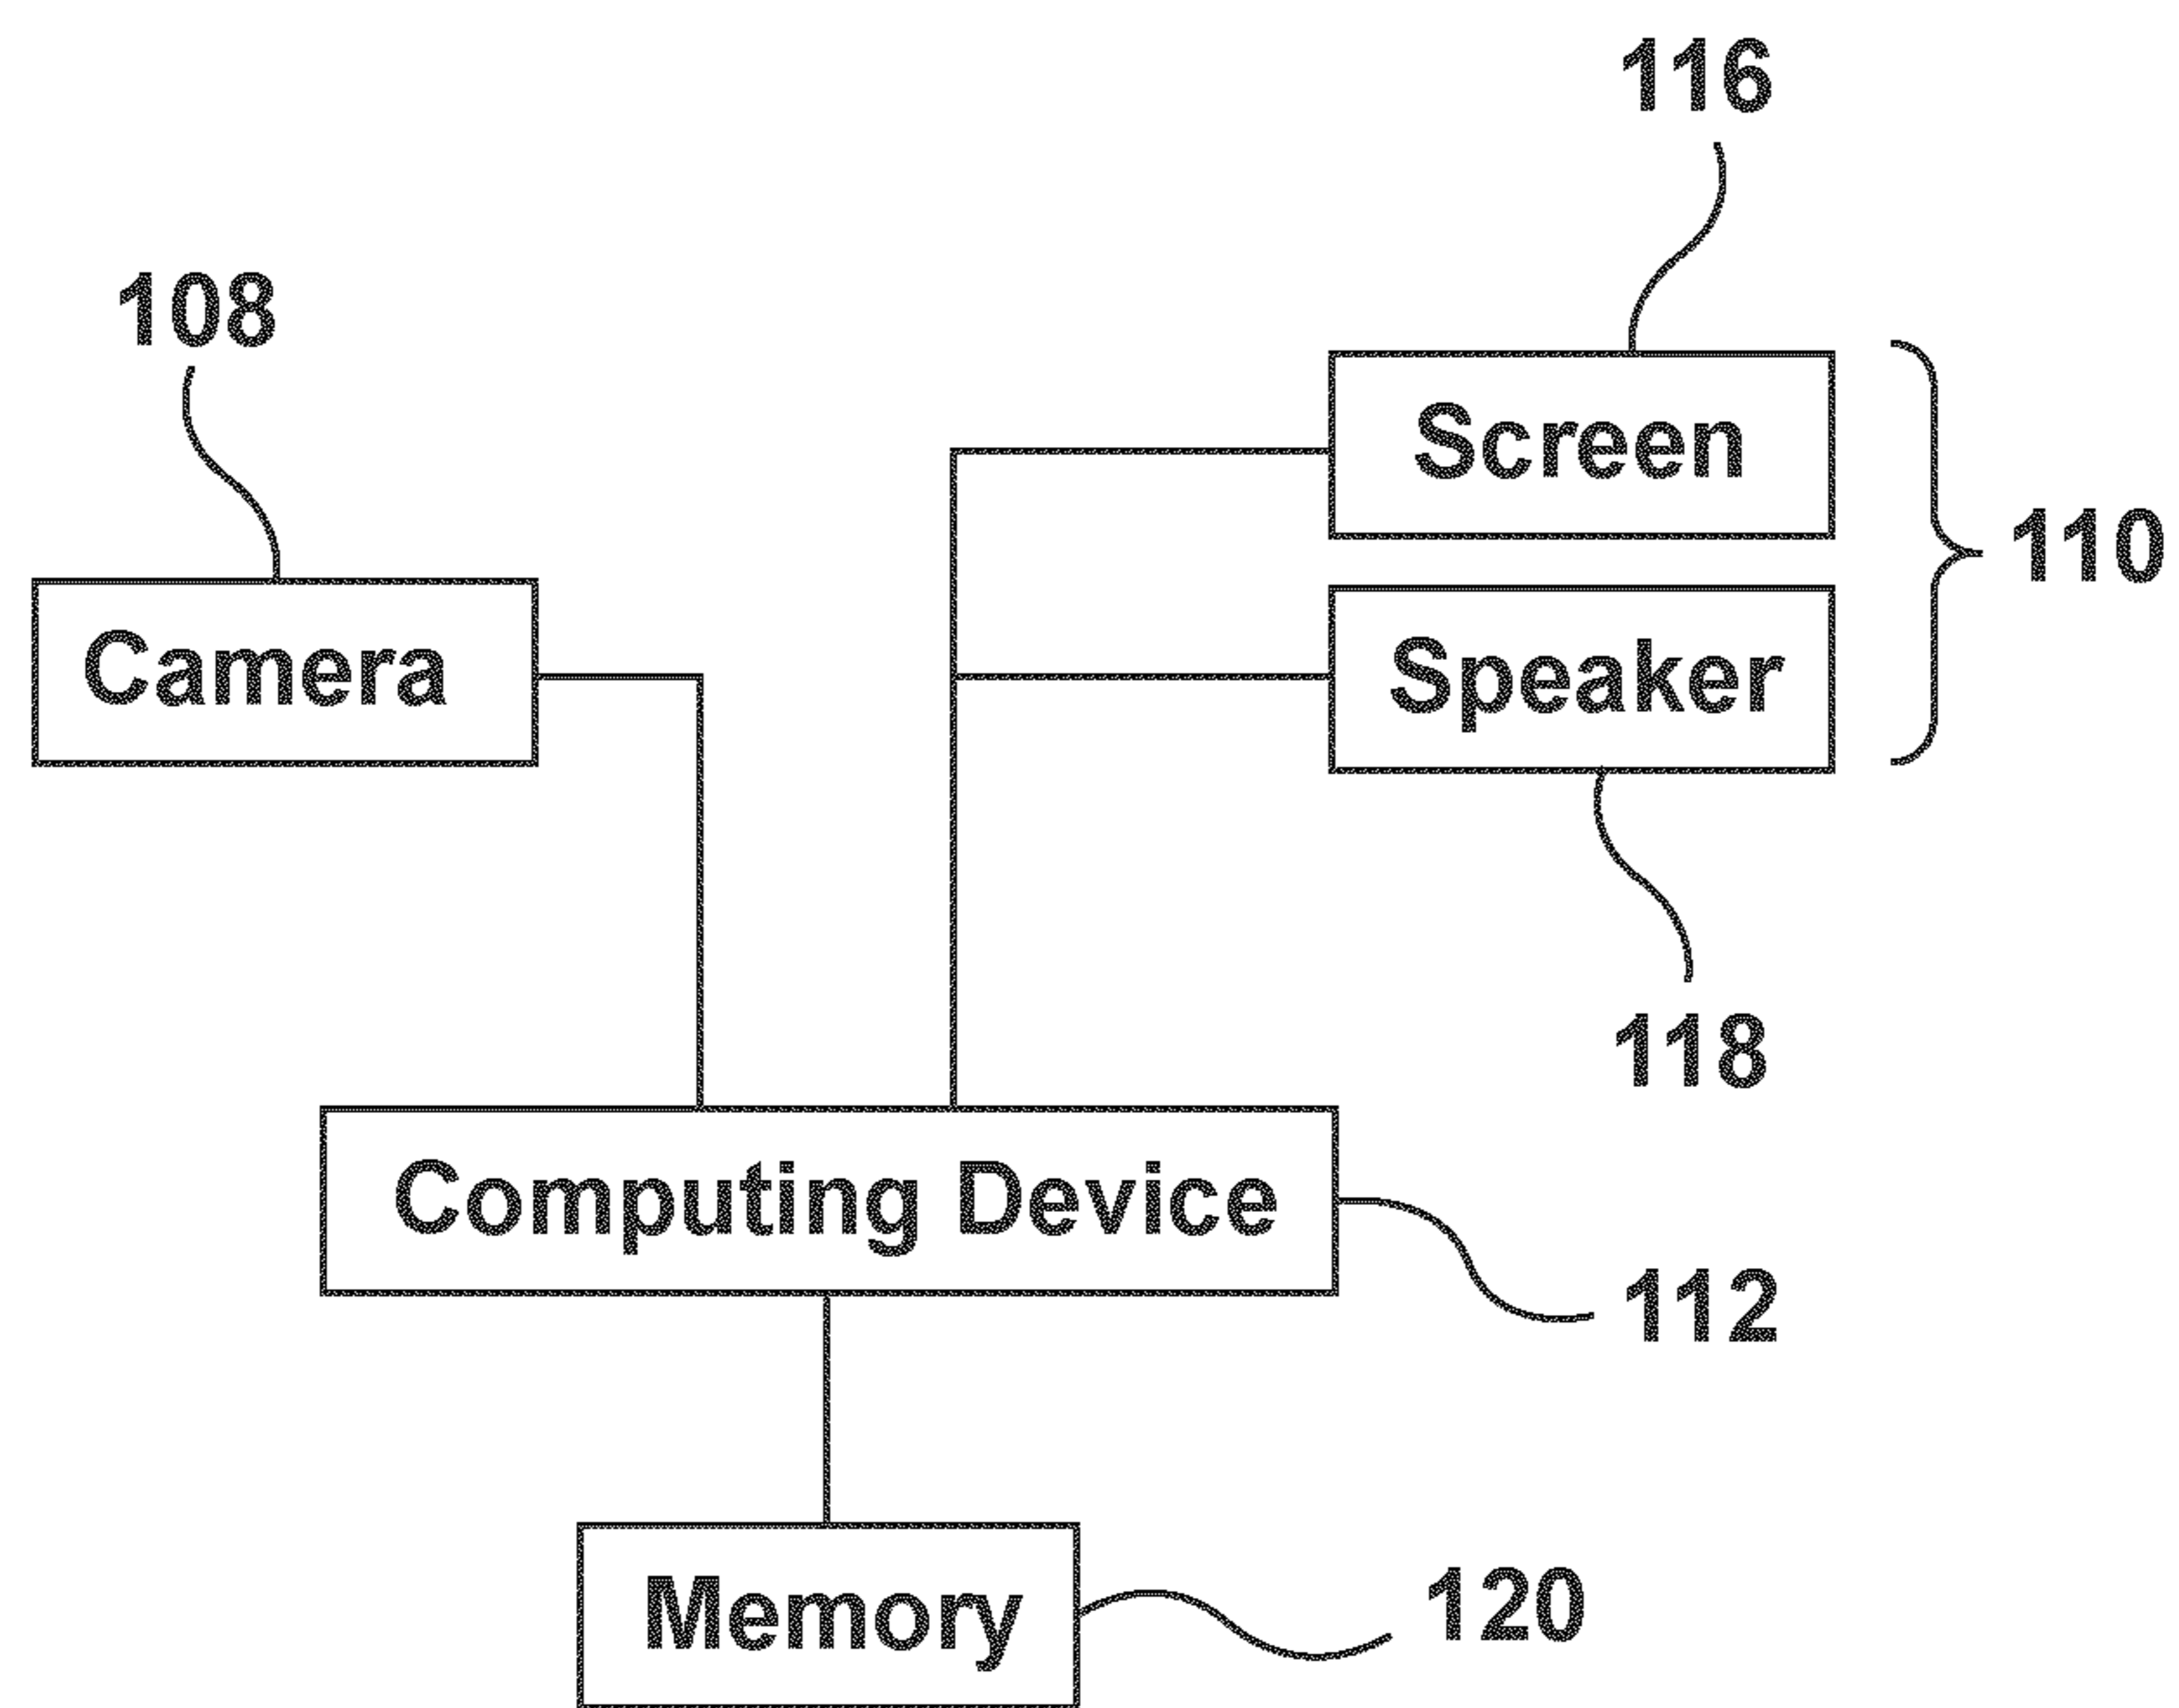 116
108
Screen
110
Camera
Speaker
118
Computing Device
112
Memory
120